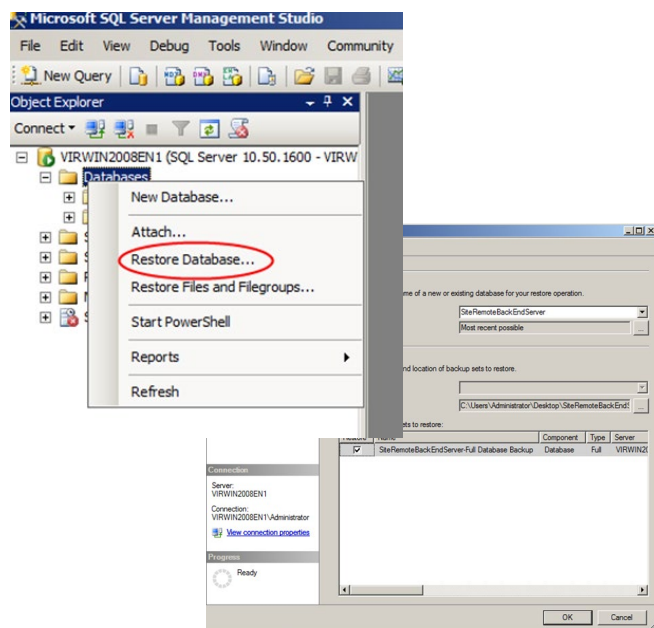 Microsoft SQL Server Management Studio
File Edit View Debug Tools Window Community
New Query
Object Explorer
Connect
VIRWIN2008EN1 (SQL Server 10.50.1600 - VIRW
Databases
New Database...
Attach...
Restore Database...
Restore Files and Filegroups...
Start PowerShell
Reports
Refresh
me of a new or existing database for your restore operation.
SiteRemoteBackEndServer
Most recent possible
...
nd location of backup sets to restore.
C:\Users\Administrator\Desktop\SiteRemoteBackEndS
...
ets to restore:
Component Type Server
SiteRemoteBackEndServer-Full Database Backup Database Full VIRWIN20
Connection
Server:
VIRWIN2008EN1
Connection:
VIRWIN2008EN1\Administrator
View connection properties
Progress
Ready
OK Cancel